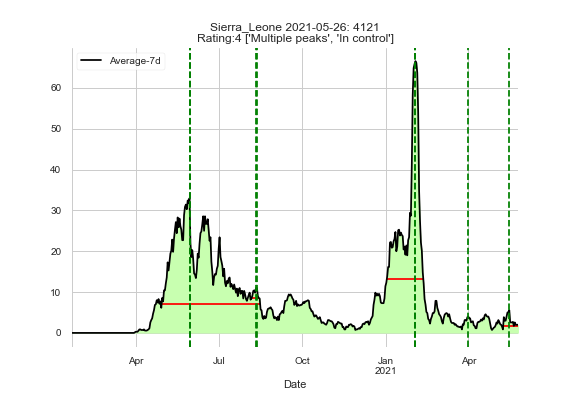 Sierra_Leone 2021-05-26: 4121
Rating:4 ['Multiple peaks', 'In control']
Average-7d
60
50
40
30
20
10
0
Apr
Jul
Oct
Jan
2021
Apr
Date